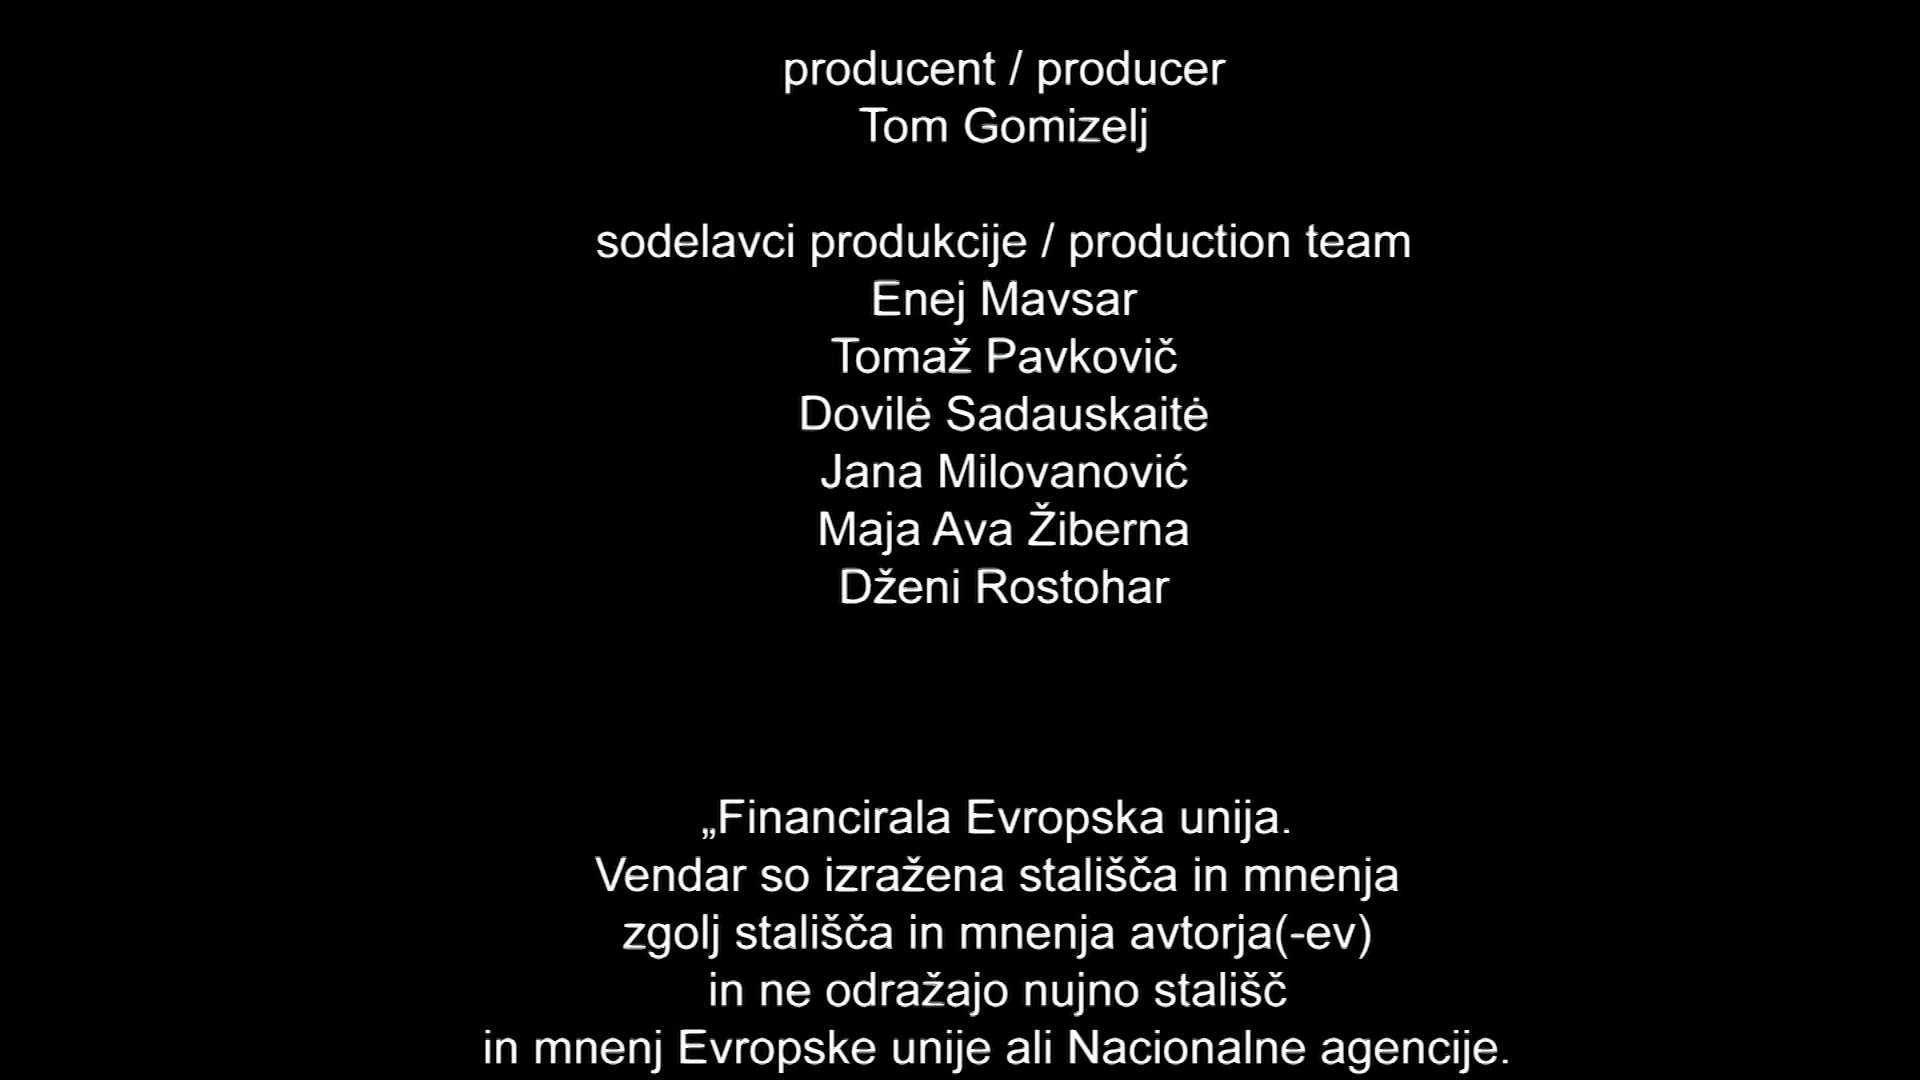 producent / producer
Tom Gomizelj
sodelavci produkcije / production team
Enej Mavsar
Tomaž Pavkovič
Dovilė Sadauskaitė
Jana Milovanović
Maja Ava Žiberna
Dženi Rostohar
„Financirala Evropska unija.
Vendar so izražena stališča in mnenja
zgolj stališča in mnenja avtorja(-ev)
in ne odražajo nujno stališč
in mnenj Evropske unije ali Nacionalne agencije.